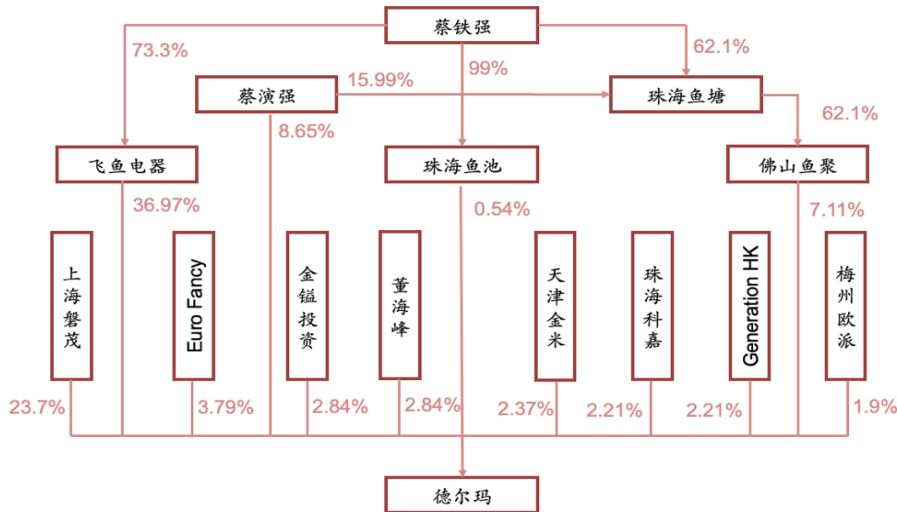 蔡铁强
73.3%
99%
62.1%
蔡演强
15.99%
珠海鱼塘
8.65%
62.1%
飞鱼电器
珠海鱼池
佛山鱼聚
36.97%
0.54%
7.11%
上海磐茂
Euro Fancy
金镒投资
董海峰
天津金米
珠海科嘉
Generation HK
梅州欧派
23.7%
3.79%
2.84%
2.84%
2.37%
2.21%
2.21%
1.9%
德尔玛